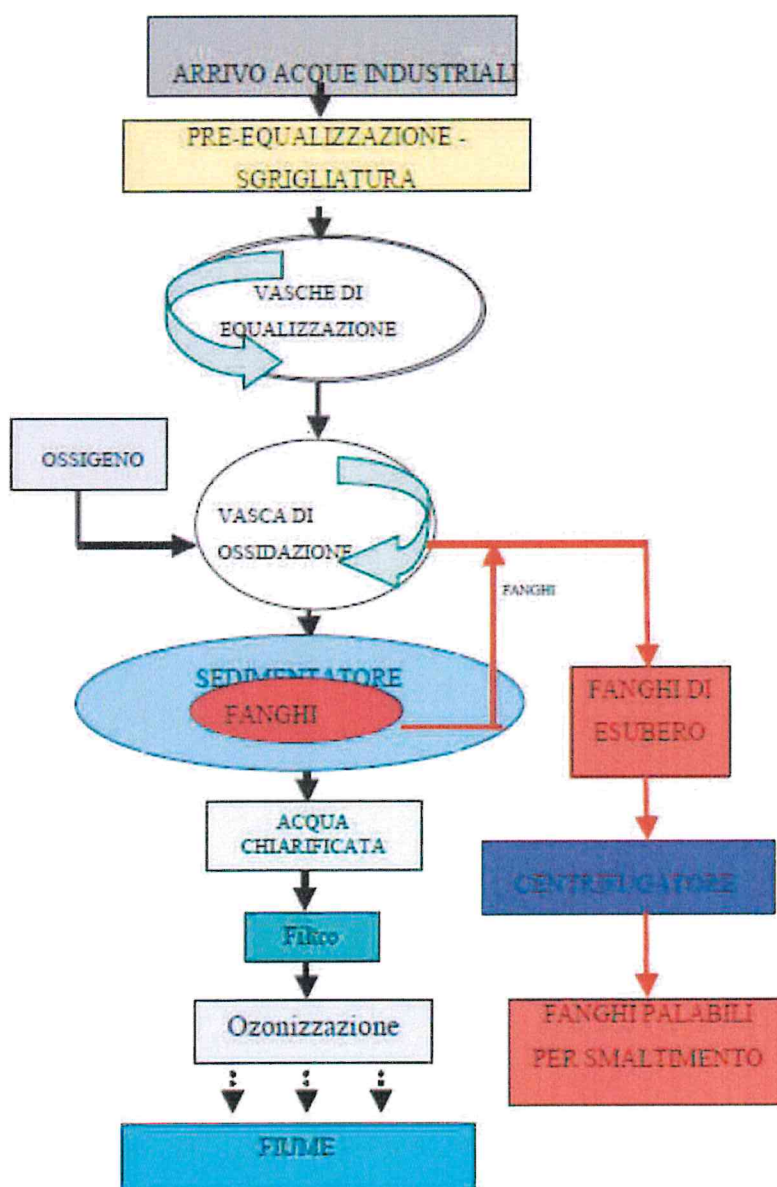 ARRIVO ACQUE INDUSTRIALI
PRE-EQUALIZZAZIONE -
SGRIGLIATURA
VASCHE DI
EQUALIZZAZIONE
OSSIGENO
VASCA DI
OSSIDAZIONE
FANGHI
SEDIMENTATORE
FANGHI
FANGHI DI
ESUBERO
ACQUA
CHIARIFICATA
CENTRIFUGATORE
Filtro
Ozonizzazione
FANGHI PALABILI
PER SMALTIMENTO
FIUME